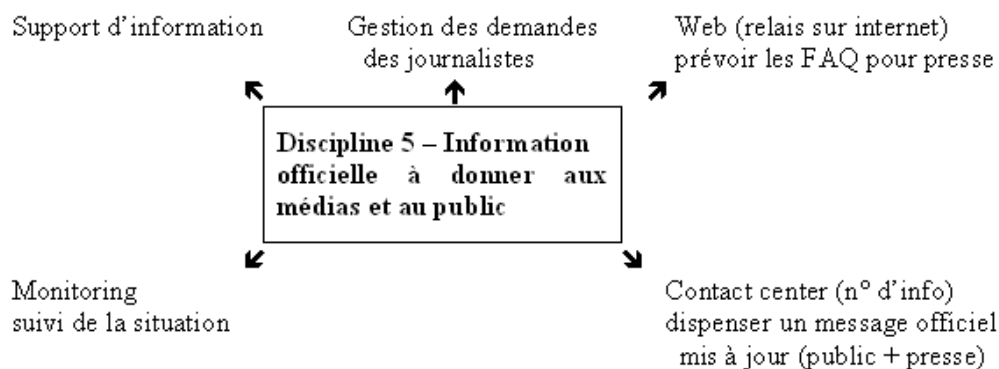 Support d'information
Gestion des demandes
des journalistes
Web (relais sur internet)
prévoir les FAQ pour presse
Discipline 5 – Information
officielle à donner aux
médias et au public
Monitoring
suivi de la situation
Contact center (n° d'info)
dispenser un message officiel
mis à jour (public + presse)